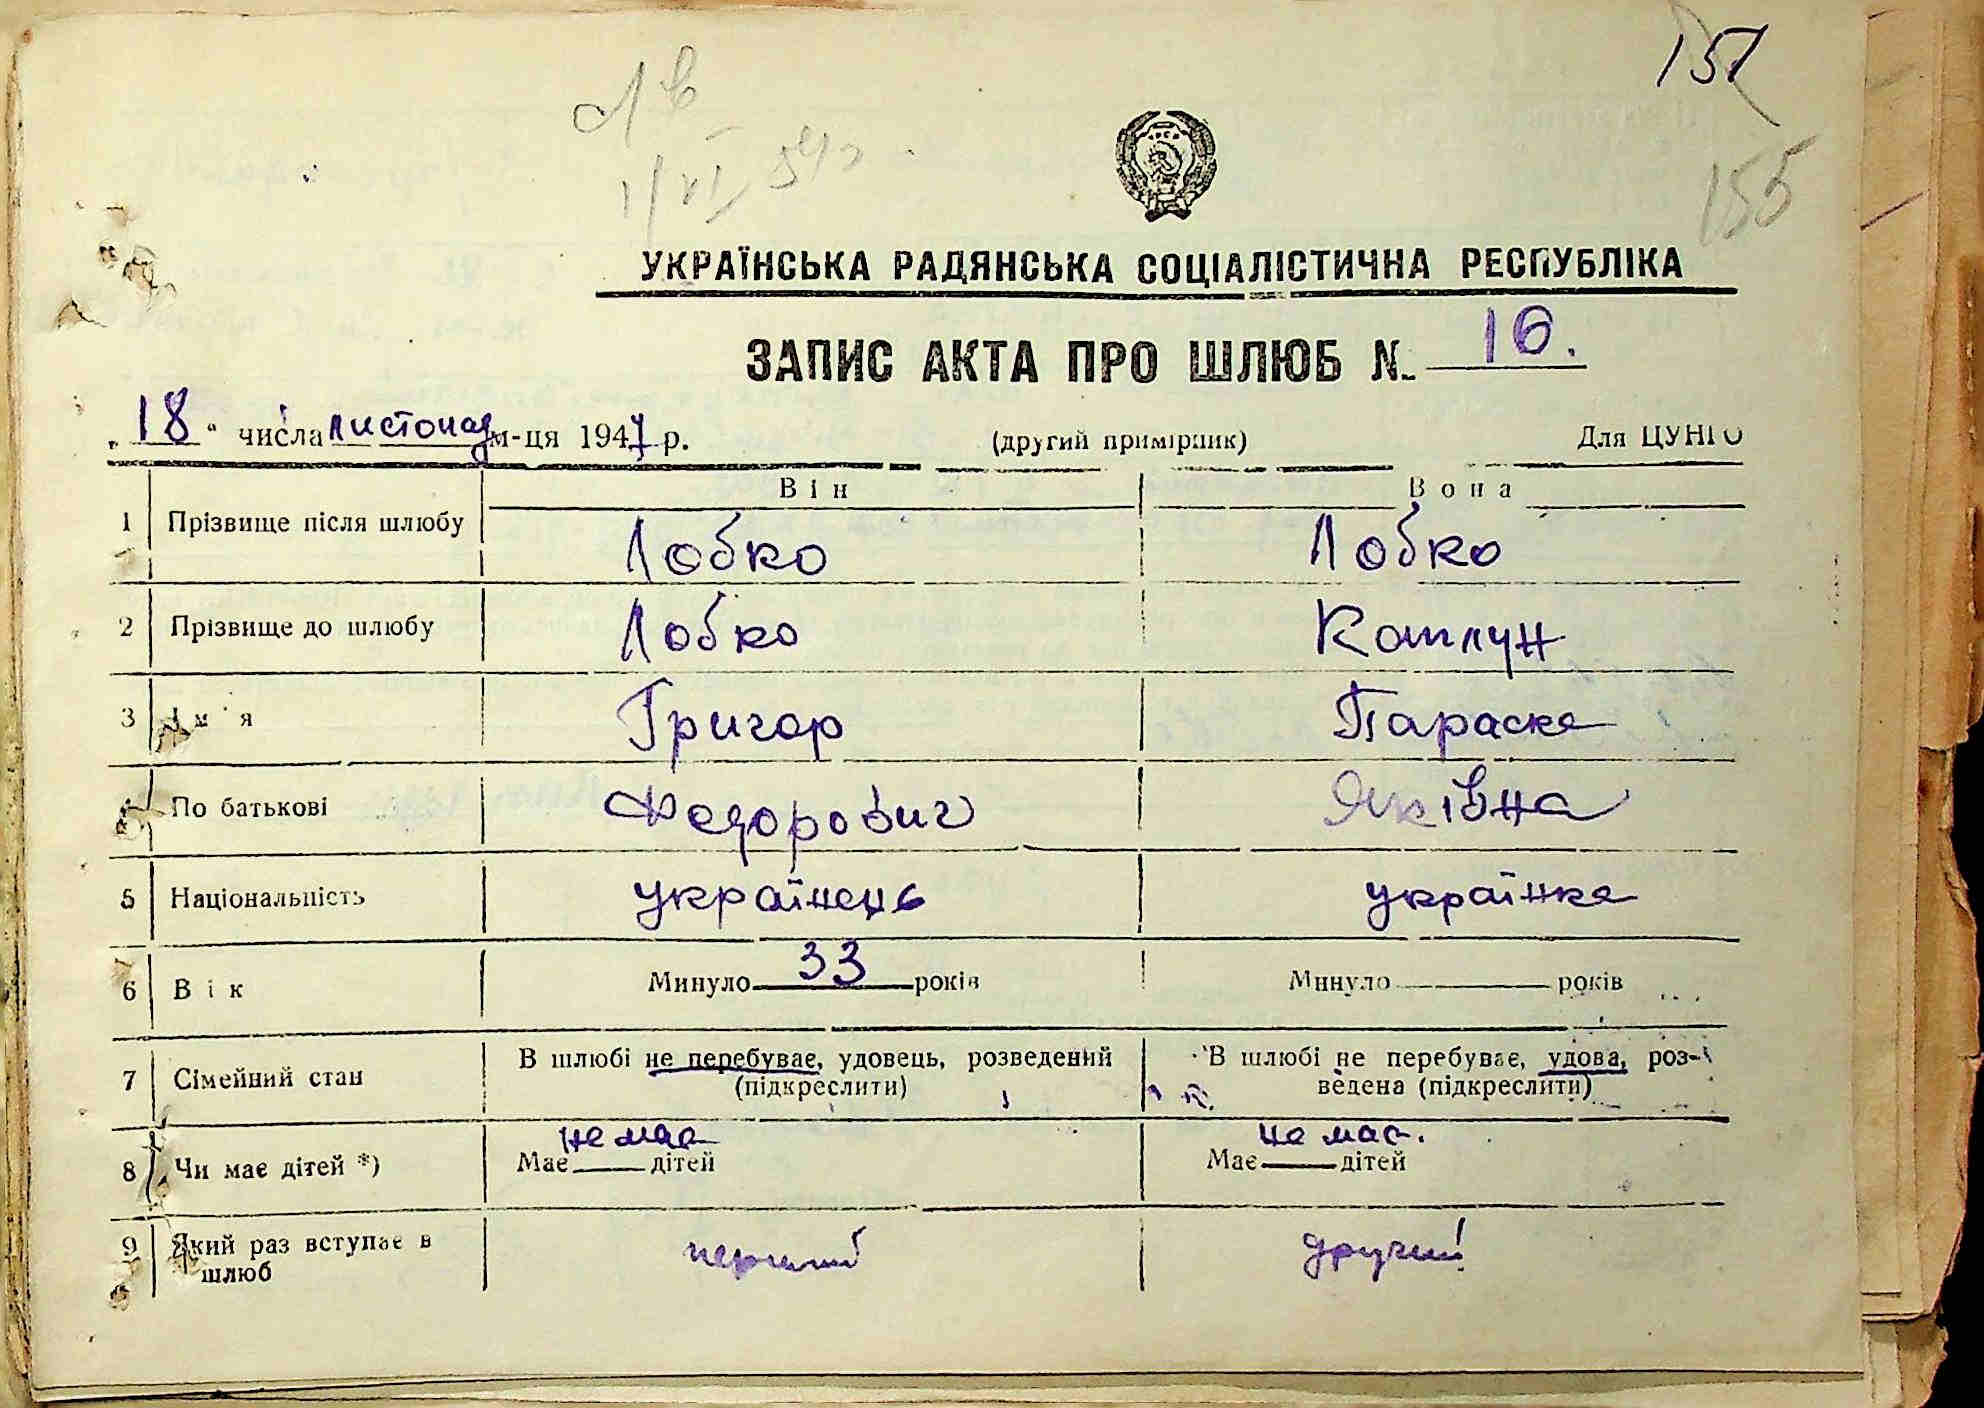 151
155
УКРАЇНСЬКА РАДЯНСЬКА СОЦІАЛІСТИЧНА РЕСПУБЛІКА
ЗАПИС АКТА ПРО ШЛЮБ № 16.
„18“ числа листопад м-ця 1947 р. (другий примірник) Для ЦУНГО
Він Вона
1 Прізвище після шлюбу Лобко Лобко
2 Прізвище до шлюбу Лобко Кошлун
3 Ім'я Григор Параска
4 По батькові Федорович Яківна
5 Національність українець українка
6 Вік Минуло 33 років Минуло років
7 Сімейний стан В шлюбі не перебуває, удовець, розведений (підкреслити) В шлюбі не перебуває, удова, роз-
ведена (підкреслити)
8 Чи має дітей *) Має не має дітей Має не має. дітей
9 Який раз вступає в шлюб перший другий